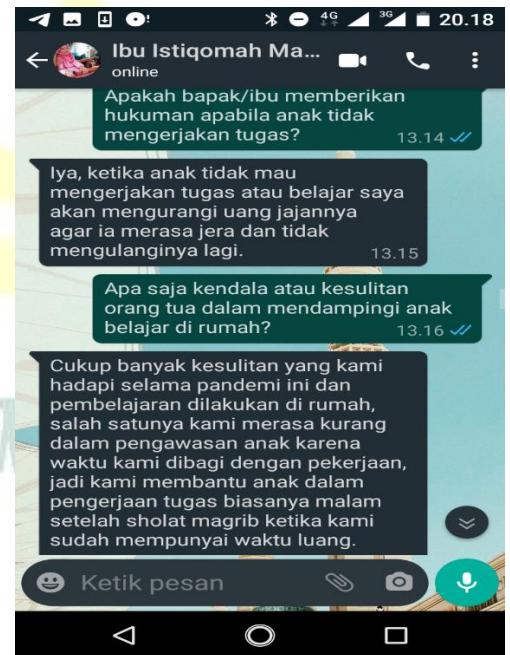 4G 3G 20.18
Ibu Istiqomah Ma...
online
Apakah bapak/ibu memberikan
hukuman apabila anak tidak
mengerjakan tugas?
13.14
Iya, ketika anak tidak mau
mengerjakan tugas atau belajar saya
akan mengurangi uang jajannya
agar ia merasa jera dan tidak
mengulanginya lagi.
13.15
Apa saja kendala atau kesulitan
orang tua dalam mendampingi anak
belajar di rumah?
13.16
Cukup banyak kesulitan yang kami
hadapi selama pandemi ini dan
pembelajaran dilakukan di rumah,
salah satunya kami merasa kurang
dalam pengawasan anak karena
waktu kami dibagi dengan pekerjaan,
jadi kami membantu anak dalam
pengerjaan tugas biasanya malam
setelah sholat magrib ketika kami
sudah mempunyai waktu luang.
Ketik pesan